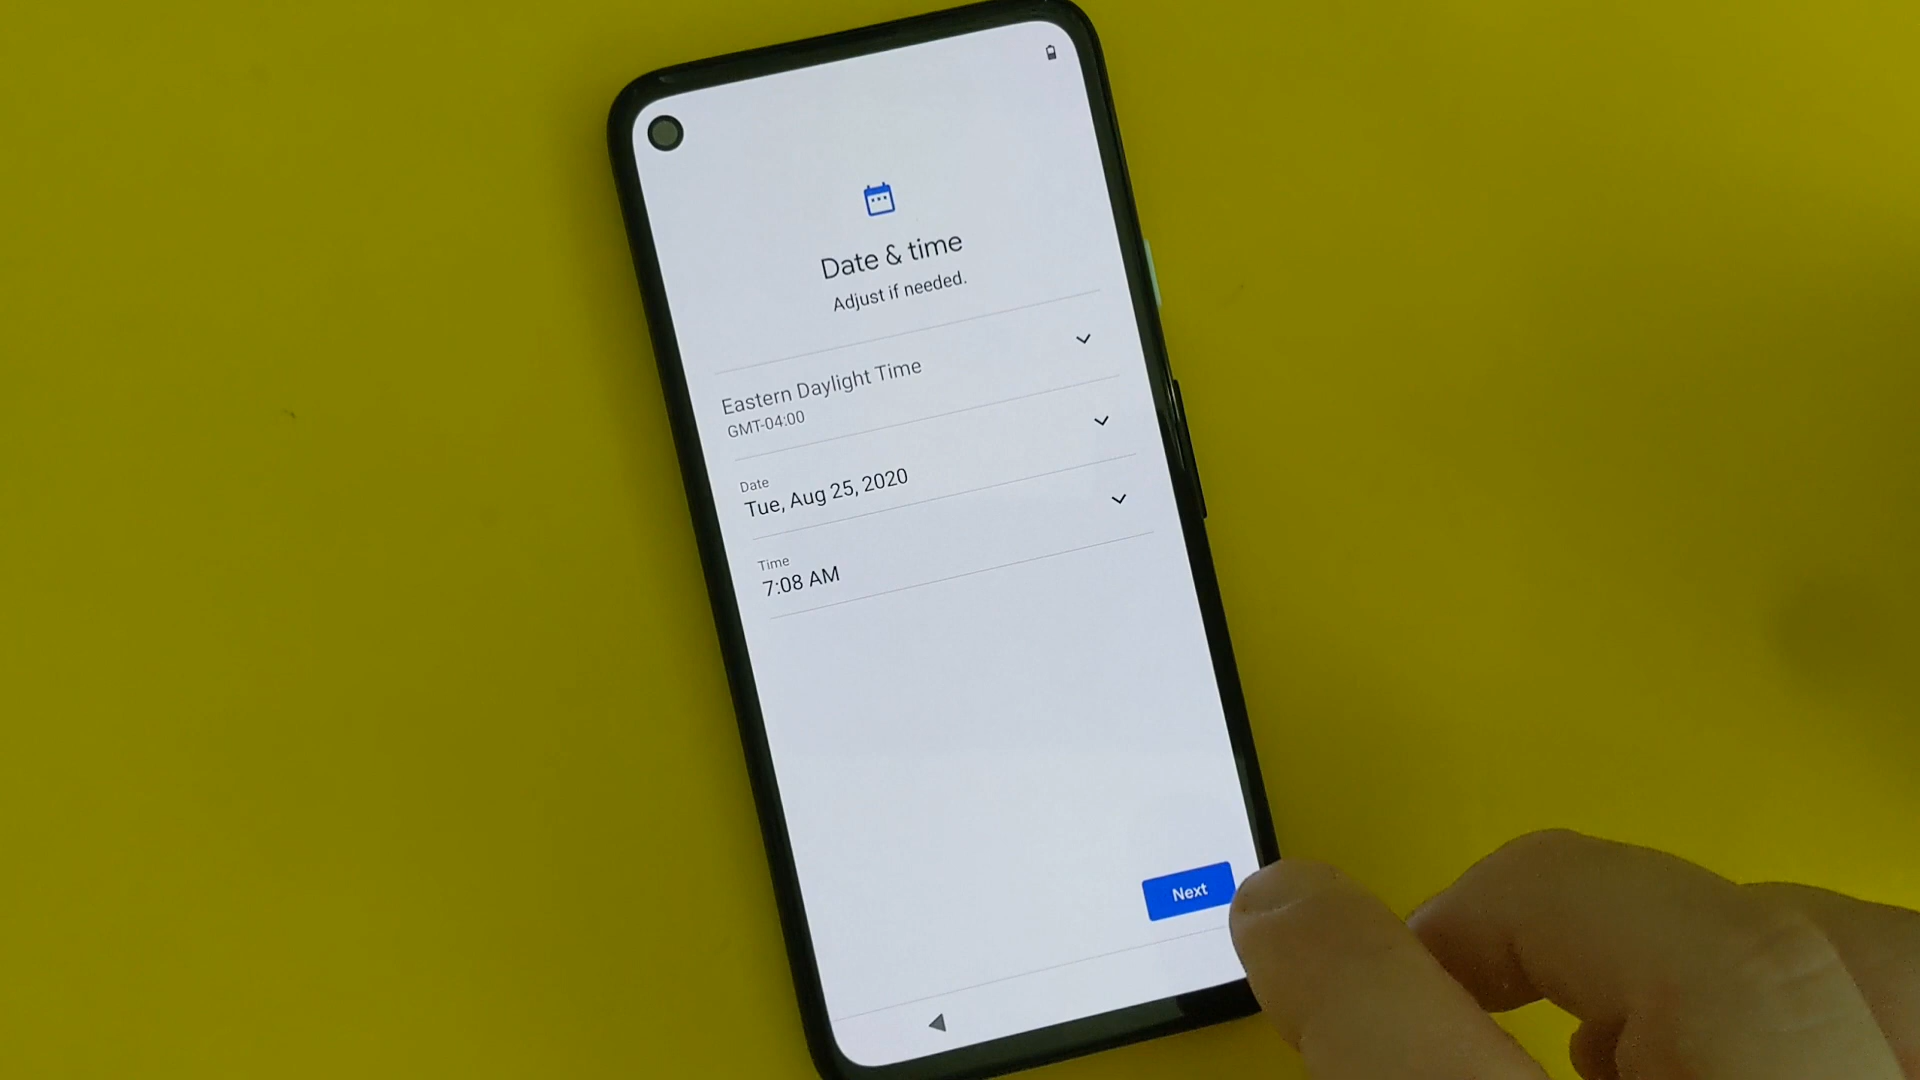 Date & time
Adjust if needed.
Eastern Daylight Time
GMT-04:00
Date
Tue, Aug 25, 2020
Time
7:08 AM
Next